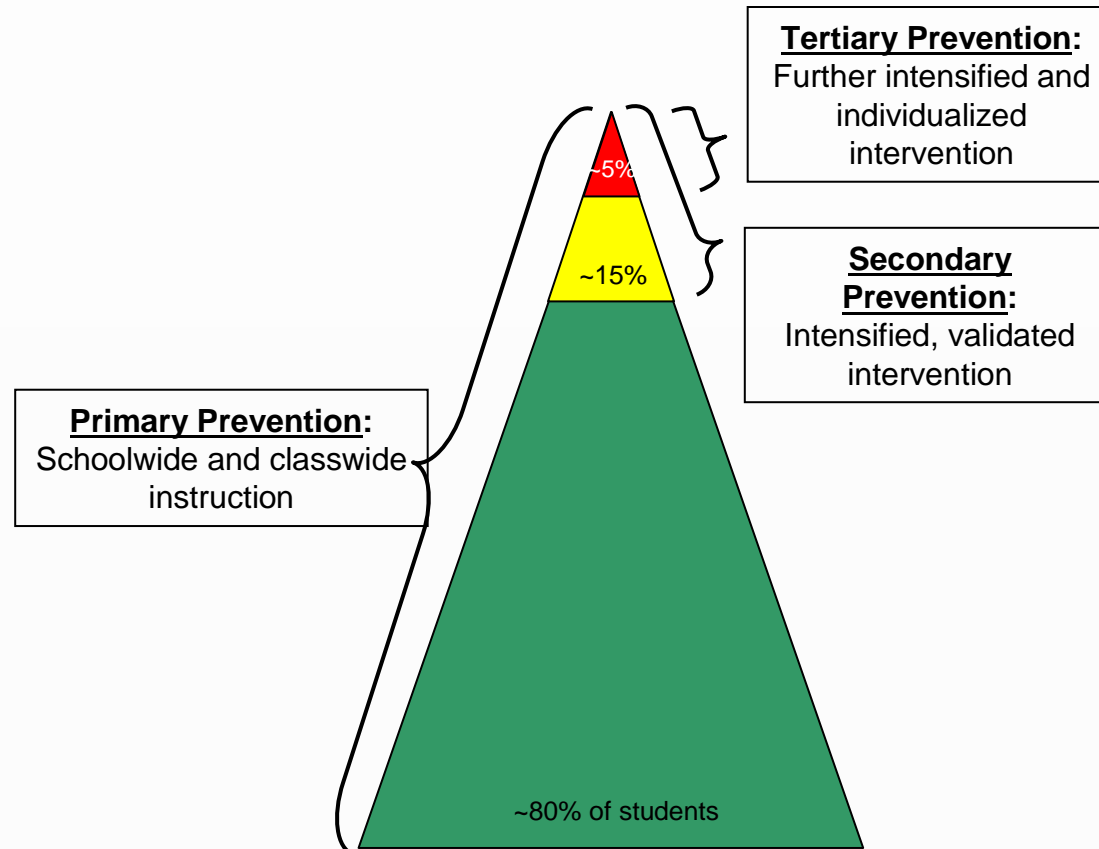 Tertiary Prevention:
Further intensified and
individualized
intervention
~5%
~15%
Secondary
Prevention:
Intensified, validated
intervention
Primary Prevention:
Schoolwide and classwide
instruction
~80% of students